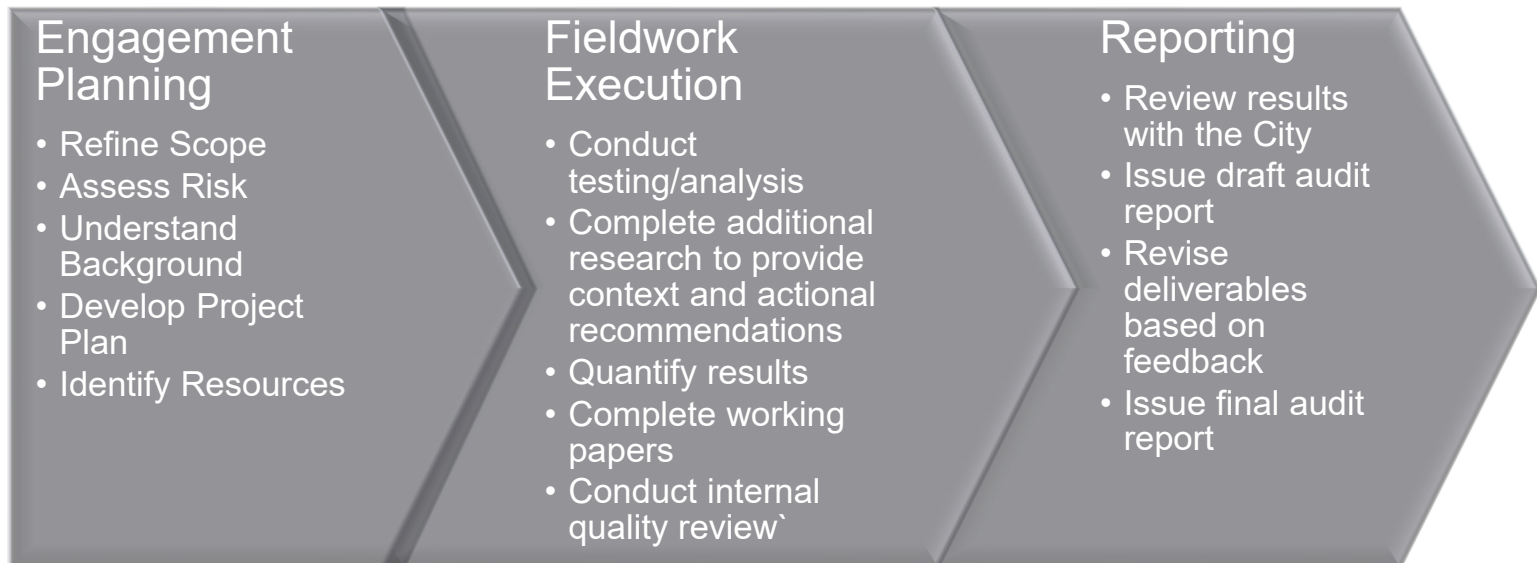 Engagement
Planning
• Refine Scope
• Assess Risk
• Understand
Background
• Develop Project
Plan
• Identify Resources
Fieldwork
Execution
• Conduct
testing/analysis
• Complete additional
research to provide
context and actional
recommendations
• Quantify results
• Complete working
papers
• Conduct internal
quality review`
Reporting
• Review results
with the City
• Issue draft audit
report
• Revise
deliverables
based on
feedback
• Issue final audit
report